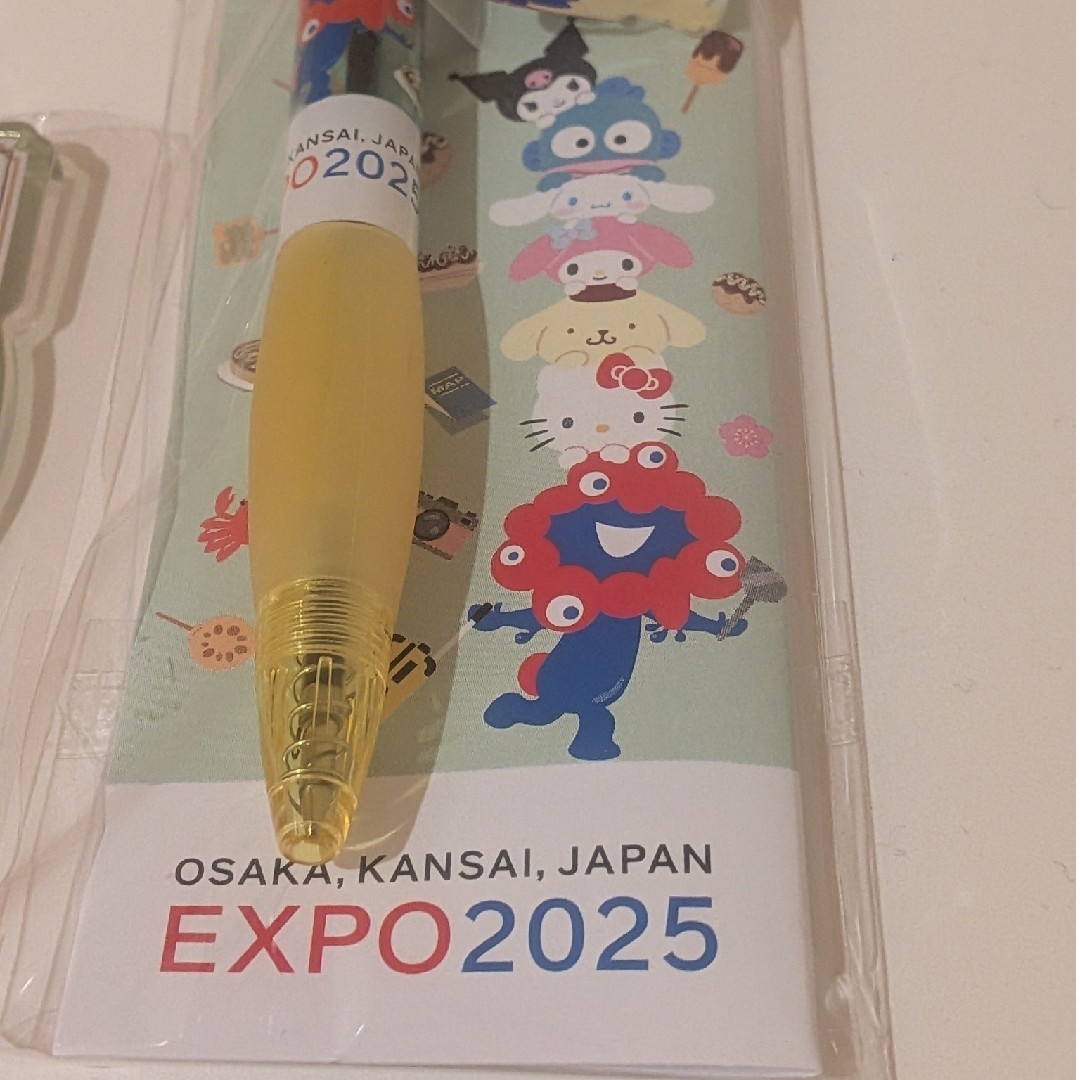 KANSAI, JAPAN
O2025
MAP
OSAKA, KANSAI, JAPAN
EXPO2025